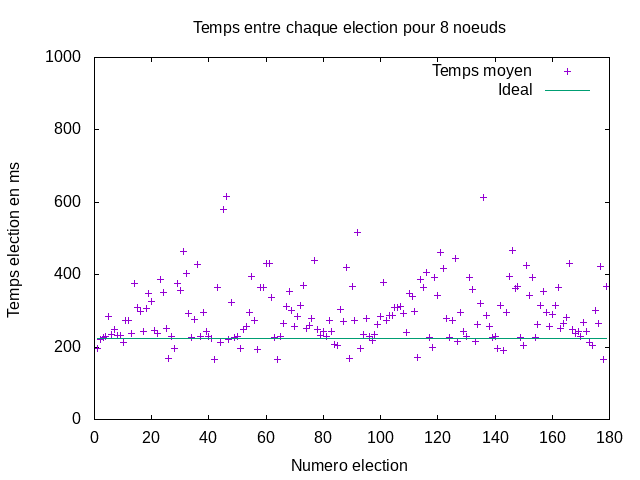 Temps entre chaque election pour 8 noeuds
Temps moyen
Ideal
Temps election en ms
1000
800
600
400
200
0
0 20 40 60 80 100 120 140 160 180
Numero election